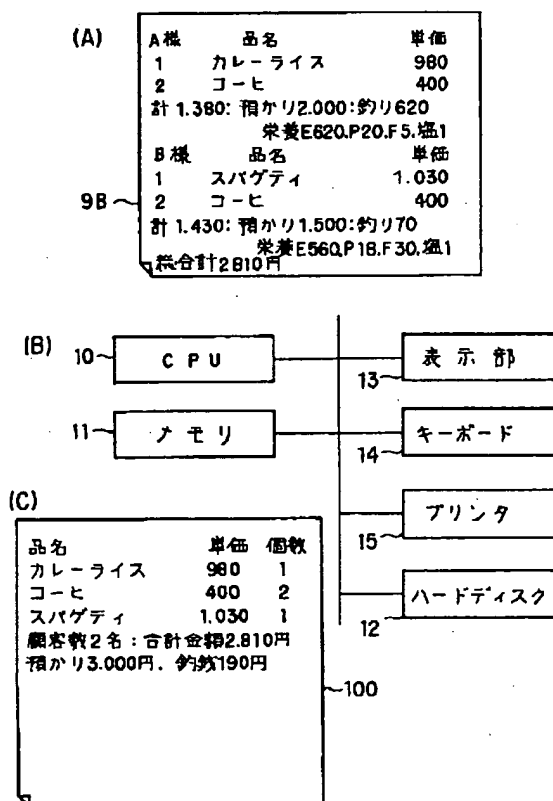 (A)
A様 品名 単価
1 カレーライス 980
2 コーヒ 400
計1.380:預かり2.000:釣り620
栄養E620.P20.F5.塩1
B様 品名 単価
1 スパゲティ 1.030
2 コーヒ 400
計1.430:預かり1.500:釣り70
栄養E560.P18.F30.塩1
総合計2810円
9B
(B)
10 CPU
表示部
13
11 メモリ
キーボード
14
プリンタ
15
ハードディスク
12
(C)
品名 単価 個数
カレーライス 980 1
コーヒ 400 2
スパゲティ 1.030 1
顧客数2名:合計金額2.810円
預かり3.000円.釣銭190円
100